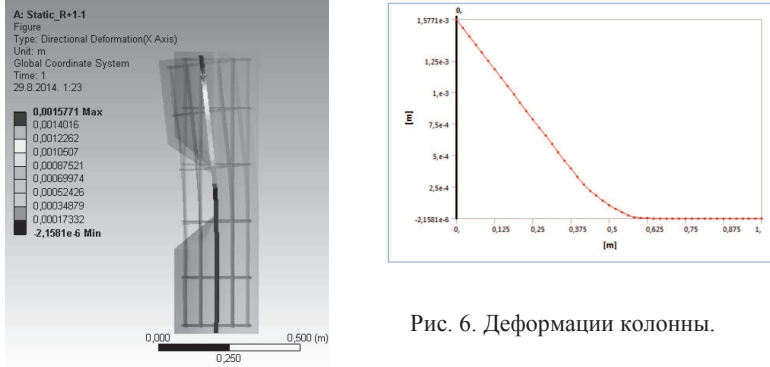 A: Static_R+1-1
Figure
Type: Directional Deformation(X Axis)
Unit: m
Global Coordinate System
Time: 1
29.8.2014. 1:23
0,0015771 Max
0,0014016
0,0012262
0,0010507
0,00087521
0,00069974
0,00052426
0,00034879
0,00017332
-2,1581e-6 Min
0,000 0,500 (m)
0,250
0,
1,5771e-3
1,25e-3
1,e-3
7,5e-4
5,e-4
2,5e-4
-2,1581e-6
[m]
0, 0,125 0,25 0,375 0,5 0,625 0,75 0,875 1,
[m]
Рис. 6. Деформации колонны.